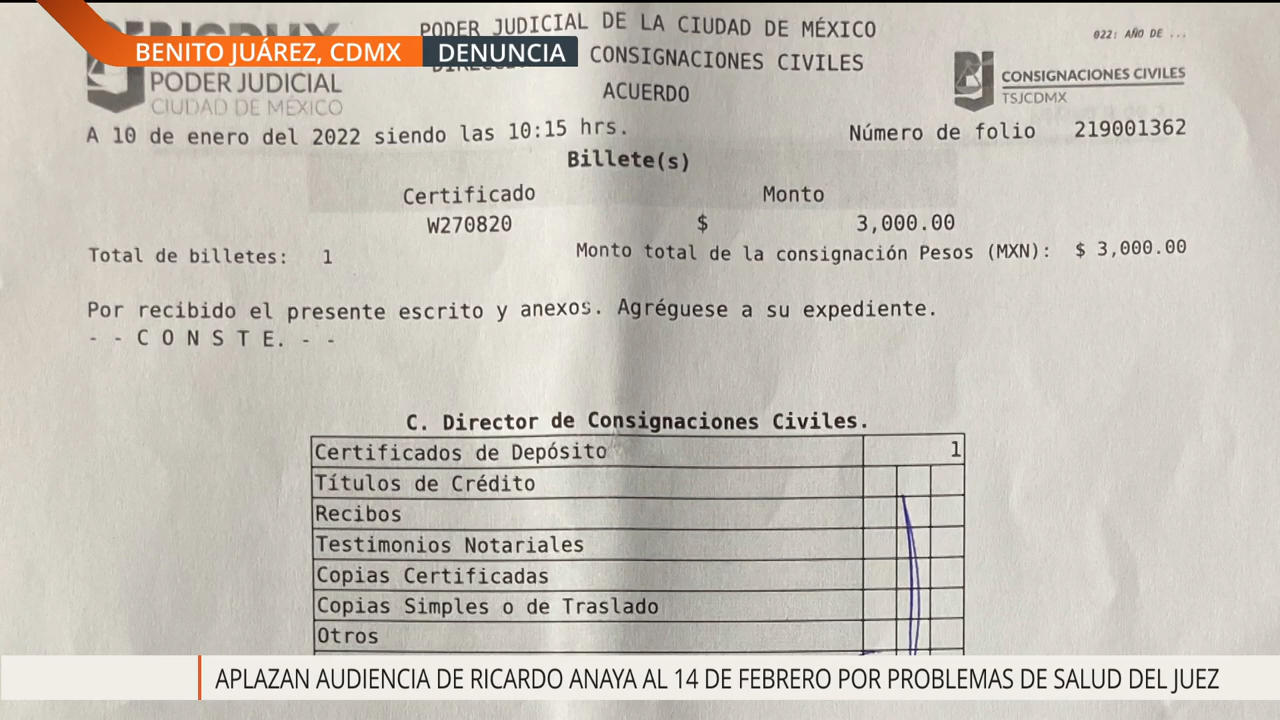 PODER JUDICIAL DE LA CIUDAD DE MÉXICO
022: AÑO DE ...
BENITO JUÁREZ, CDMX
DENUNCIA
CONSIGNACIONES CIVILES
PODER JUDICIAL
CIUDAD DE MÉXICO
ACUERDO
CONSIGNACIONES CIVILES
TSJCDMX
A 10 de enero del 2022 siendo las 10:15 hrs.
Número de folio 219001362
Billete(s)
Certificado Monto
W270820 $ 3,000.00
Total de billetes: 1 Monto total de la consignación Pesos (MXN): $ 3,000.00
Por recibido el presente escrito y anexos. Agréguese a su expediente.
- - C O N S T E. - -
C. Director de Consignaciones Civiles.
Certificados de Depósito 1
Títulos de Crédito
Recibos
Testimonios Notariales
Copias Certificadas
Copias Simples o de Traslado
Otros
APLAZAN AUDIENCIA DE RICARDO ANAYA AL 14 DE FEBRERO POR PROBLEMAS DE SALUD DEL JUEZ